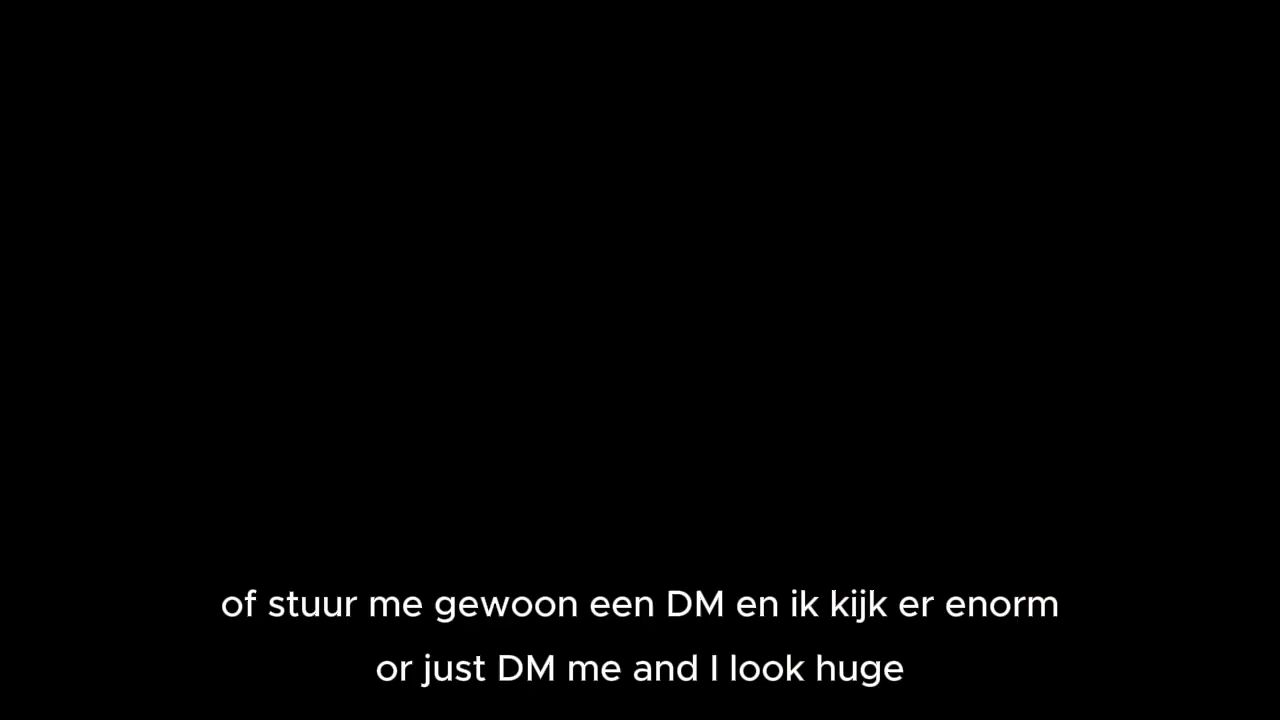 of stuur me gewoon een DM en ik kijk er enorm
or just DM me and I look huge